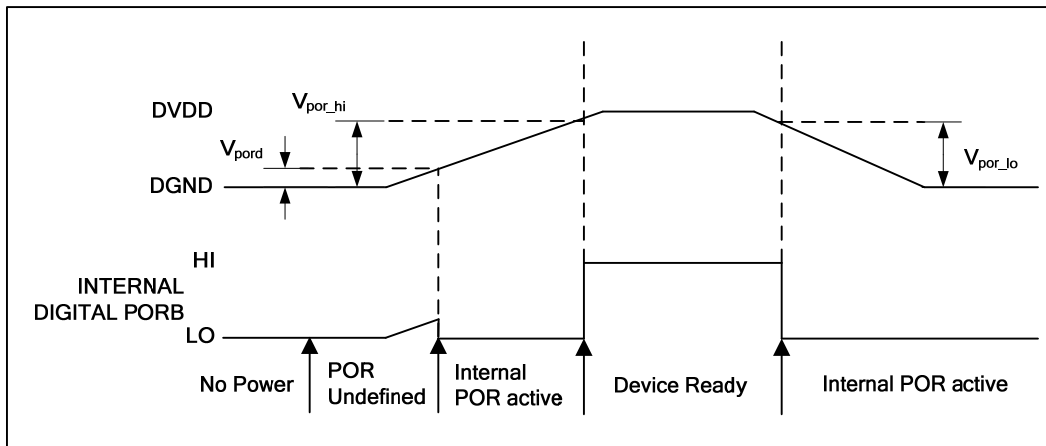 V_por_hi
DVDD
V_pord
V_por_lo
DGND
HI
INTERNAL
DIGITAL PORB
LO
No Power
POR
Undefined
Internal
POR active
Device Ready
Internal POR active